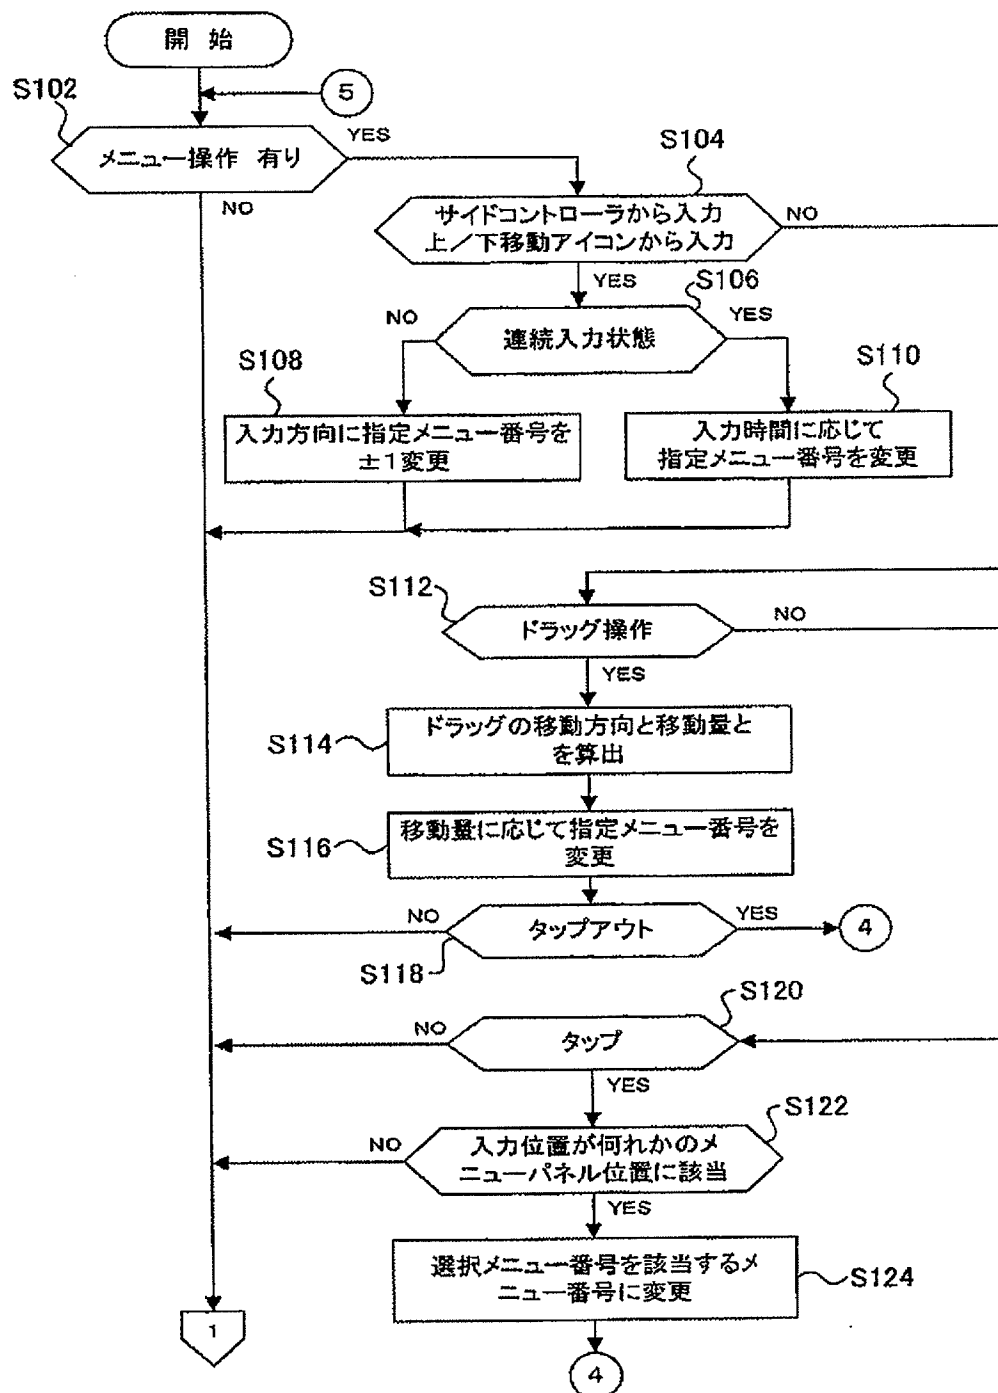 開 始
5
S102
メニュー操作 有り
YES
NO
S104
サイドコントローラから入力
上／下移動アイコンから入力
NO
YES
S106
連続入力状態
NO
YES
S108
入力方向に指定メニュー番号を
±1変更
S110
入力時間に応じて
指定メニュー番号を変更
S112
ドラッグ操作
NO
YES
S114
ドラッグの移動方向と移動量と
を算出
S116
移動量に応じて指定メニュー番号を
変更
NO
タップアウト
YES
4
S118
S120
NO
タップ
YES
S122
NO
入力位置が何れかのメ
ニューパネル位置に該当
YES
選択メニュー番号を該当するメ
ニュー番号に変更
S124
1
4